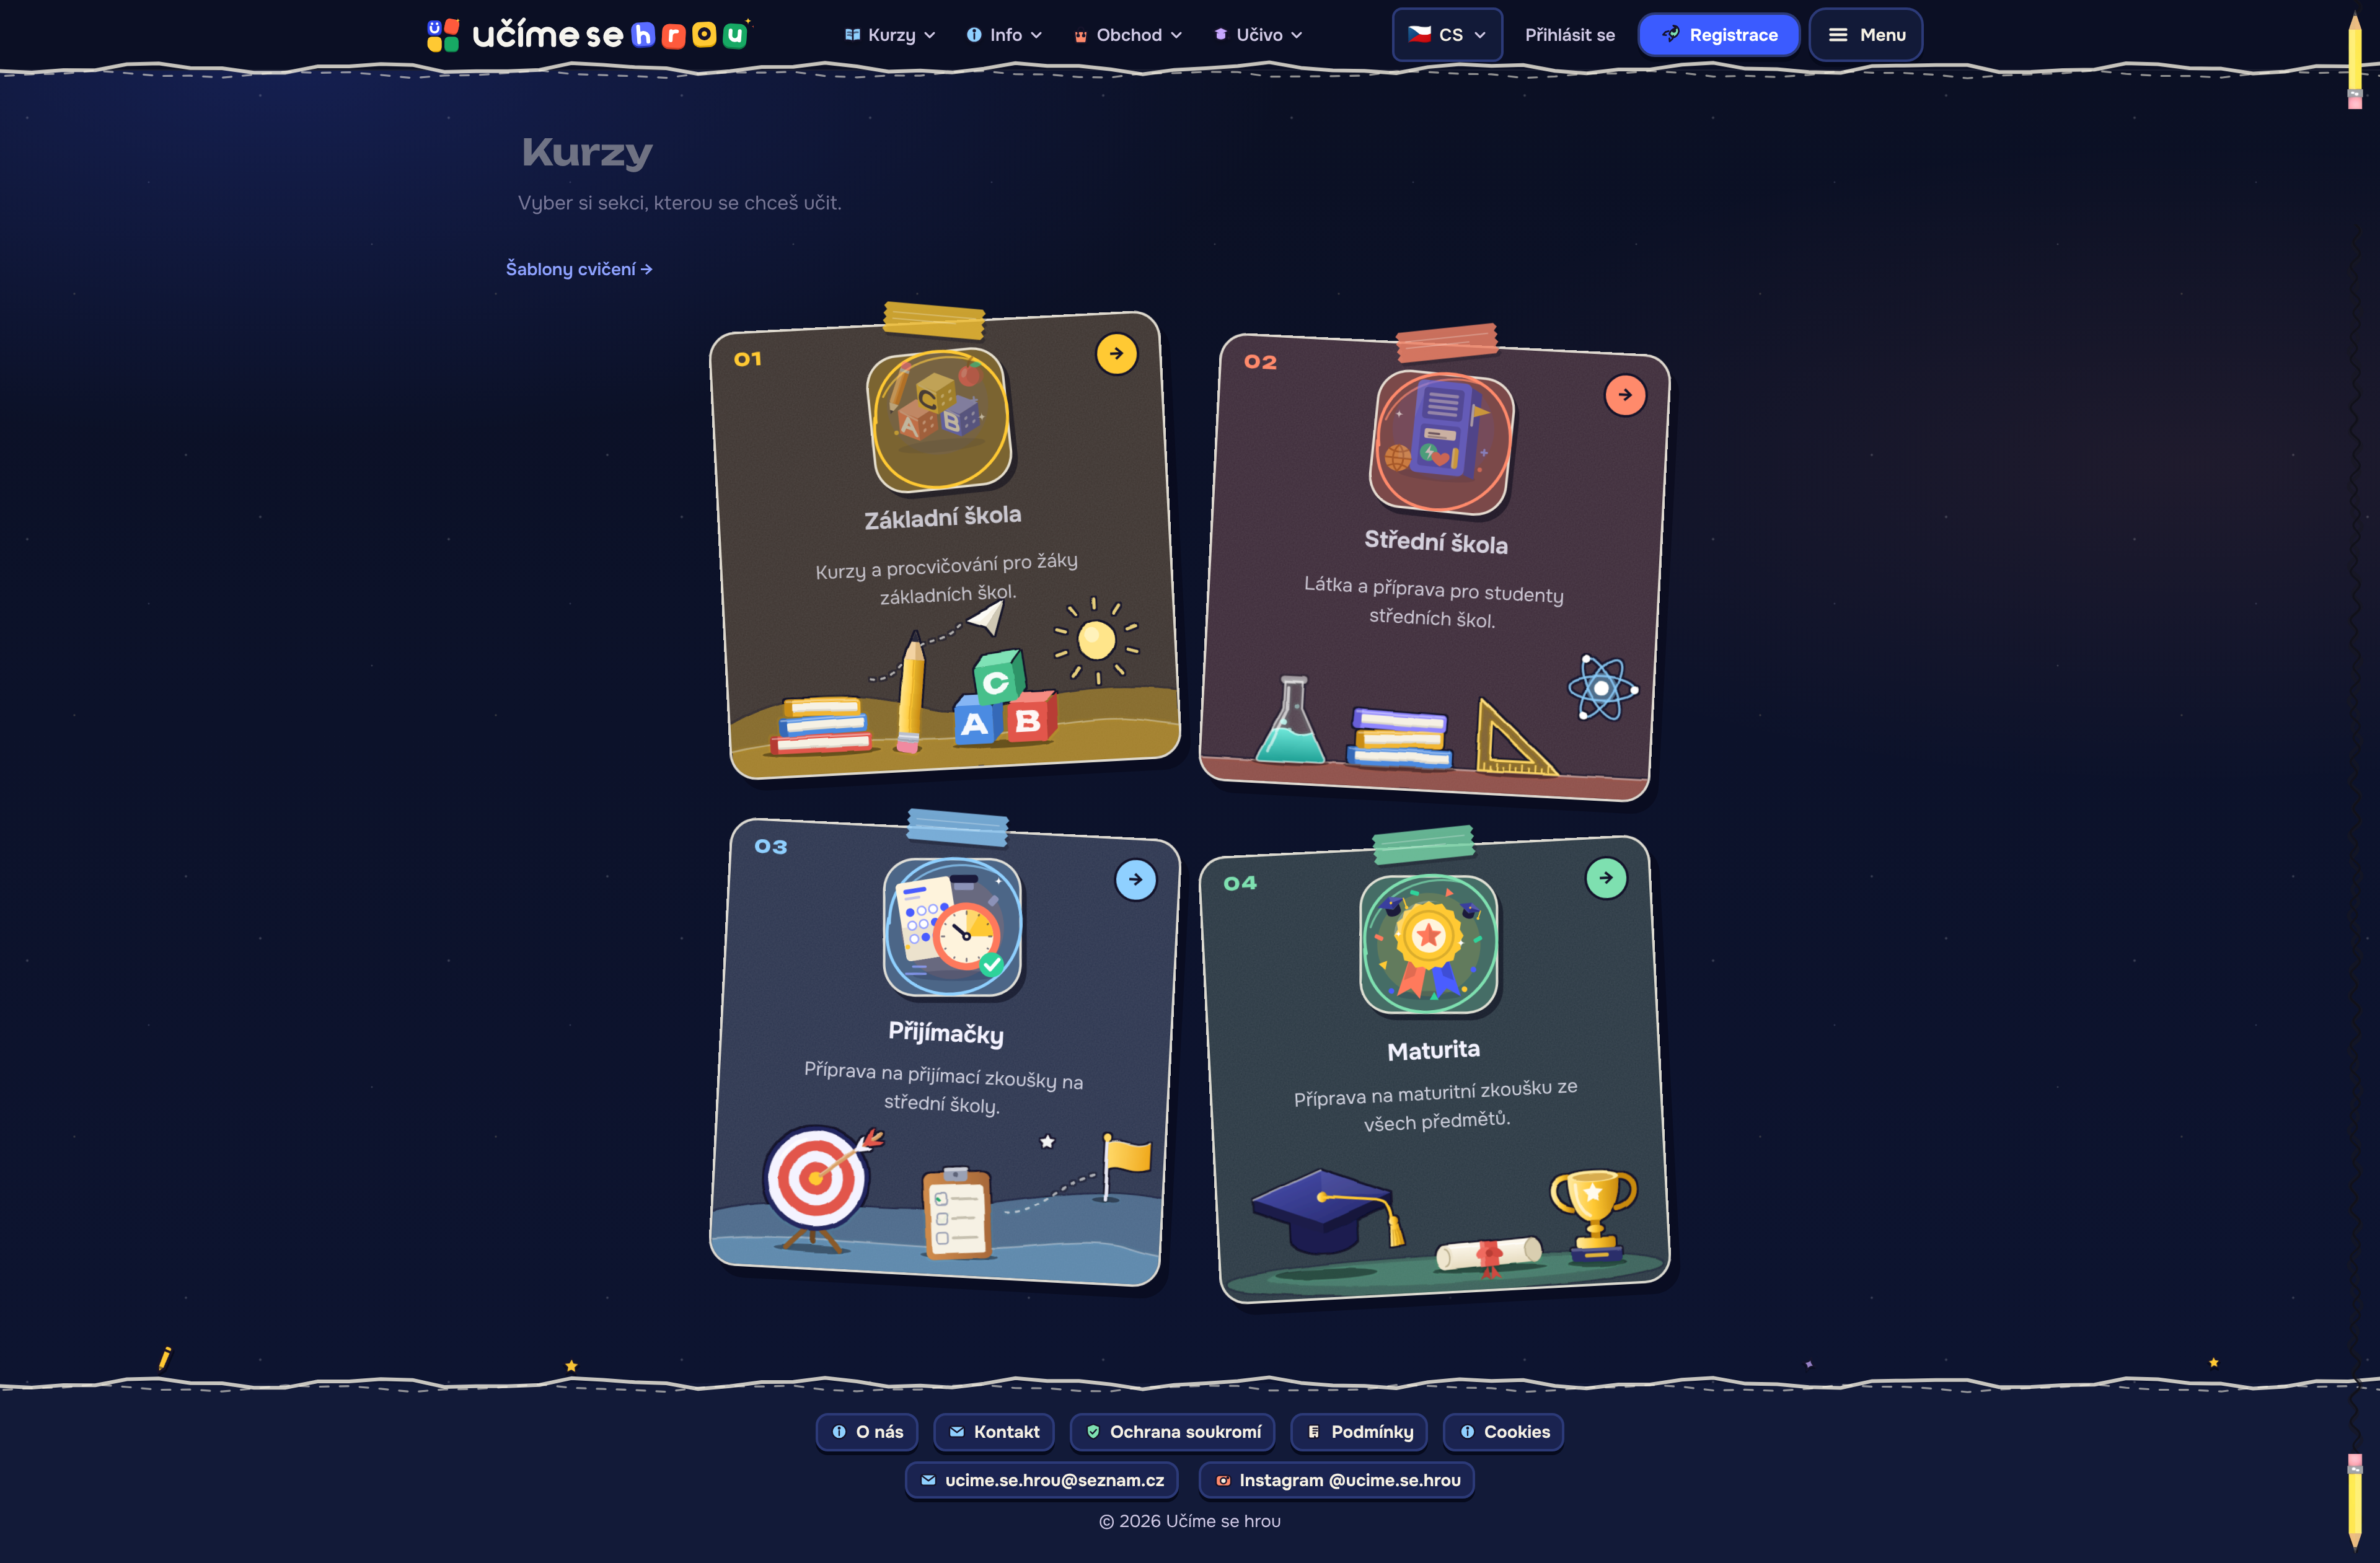 učíme se hrou
Kurzy
Info
Obchod
Učivo
CS
Přihlásit se
Registrace
Menu
Kurzy
Vyber si sekci, kterou se chceš učit.
Šablony cvičení →
01
C
A B
Základní škola
Kurzy a procvičování pro žáky
základních škol.
C
A B
02
Střední škola
Látka a příprava pro studenty
středních škol.
03
Přijímačky
Příprava na přijímací zkoušky na
střední školy.
04
Maturita
Příprava na maturitní zkoušku ze
všech předmětů.
O nás
Kontakt
Ochrana soukromí
Podmínky
Cookies
ucime.se.hrou@seznam.cz
Instagram @ucime.se.hrou
© 2026 Učíme se hrou